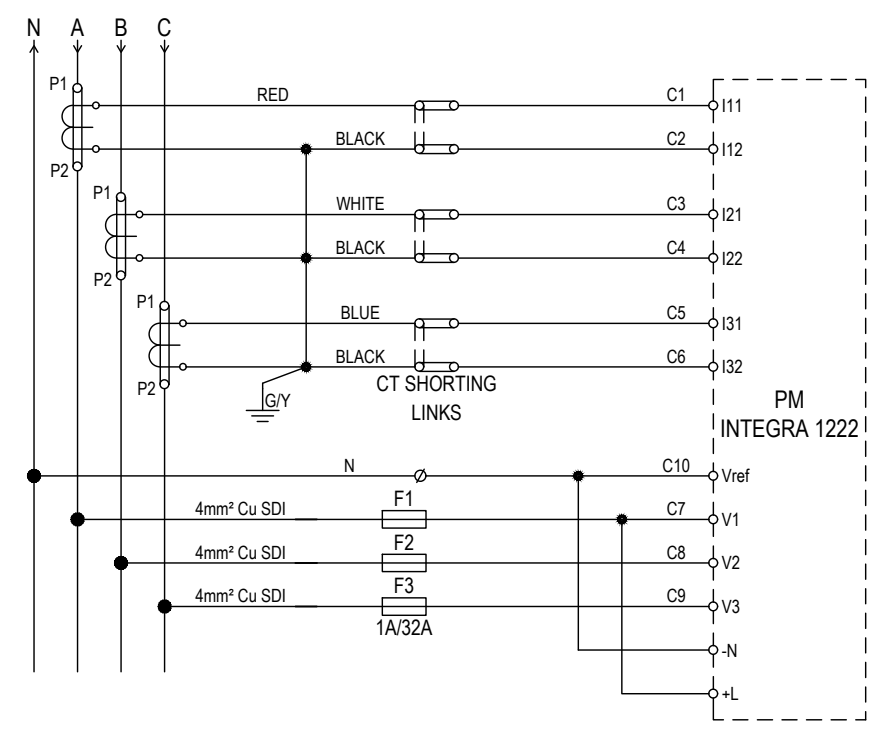 N A B C
P1 RED C1 I11
BLACK C2 I12
P2
P1 WHITE C3 I21
BLACK C4 I22
P2
P1 BLUE C5 I31
BLACK C6 I32
P2 CT SHORTING
LINKS
G/Y
PM
INTEGRA 1222
N C10 Vref
4mm² Cu SDI F1 C7 V1
4mm² Cu SDI F2 C8 V2
4mm² Cu SDI F3 C9 V3
1A/32A
-N
+L